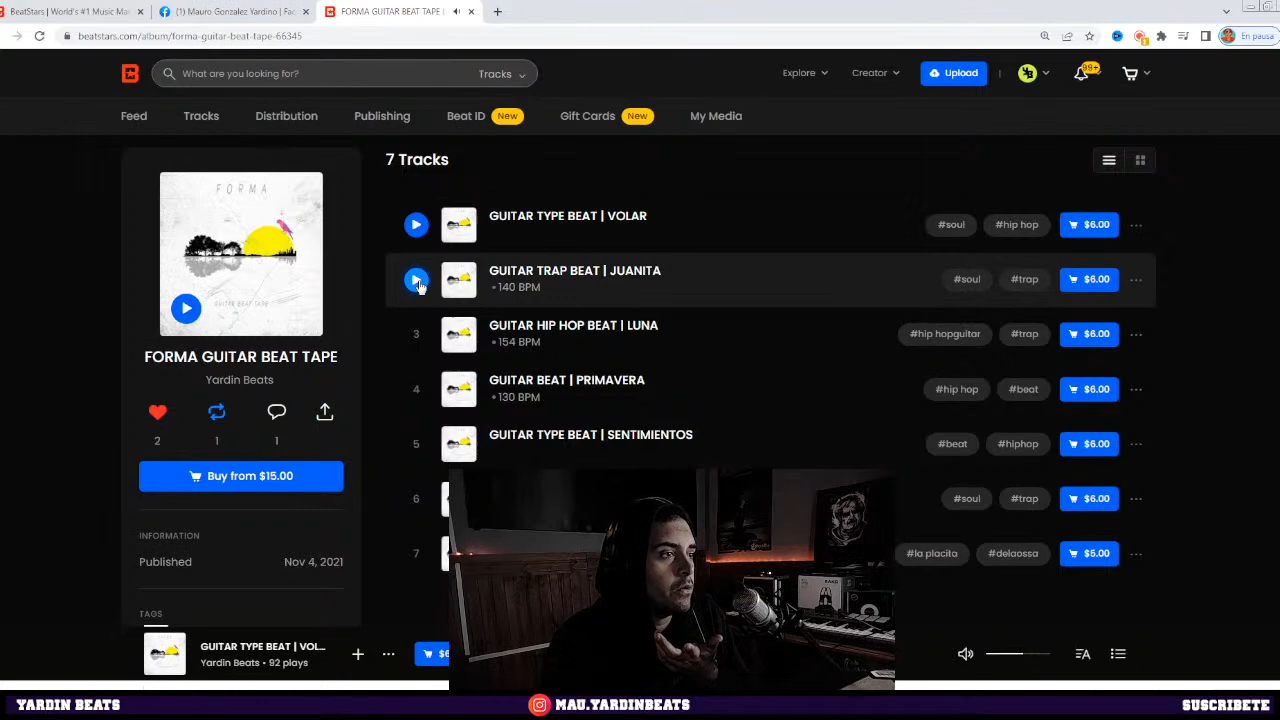 BeatStars | World's #1 Music Ma
(1) Mauro Gonzalez Yardino | Fac
FORMA GUITAR BEAT TAPE |
beatstars.com/album/forma-guitar-beat-tape-66345
En pausa
What are you looking for?
Tracks
Explore
Creator
Upload
99+
Feed
Tracks
Distribution
Publishing
Beat ID
New
Gift Cards
New
My Media
FORMA
GUITAR BEAT TAPE
FORMA GUITAR BEAT TAPE
Yardin Beats
2
1
1
Buy from $15.00
INFORMATION
Published
Nov 4, 2021
TAGS
7 Tracks
GUITAR TYPE BEAT | VOLAR
#soul
#hip hop
$6.00
GUITAR TRAP BEAT | JUANITA
• 140 BPM
#soul
#trap
$6.00
3
GUITAR HIP HOP BEAT | LUNA
• 154 BPM
#hip hopguitar
#trap
$6.00
4
GUITAR BEAT | PRIMAVERA
• 130 BPM
#hip hop
#beat
$6.00
5
GUITAR TYPE BEAT | SENTIMIENTOS
#beat
#hiphop
$6.00
6
#soul
#trap
$6.00
7
#la placita
#delaossa
$5.00
GUITAR TYPE BEAT | VOL...
Yardin Beats • 92 plays
YARDIN BEATS
MAU.YARDINBEATS
SUSCRIBETE